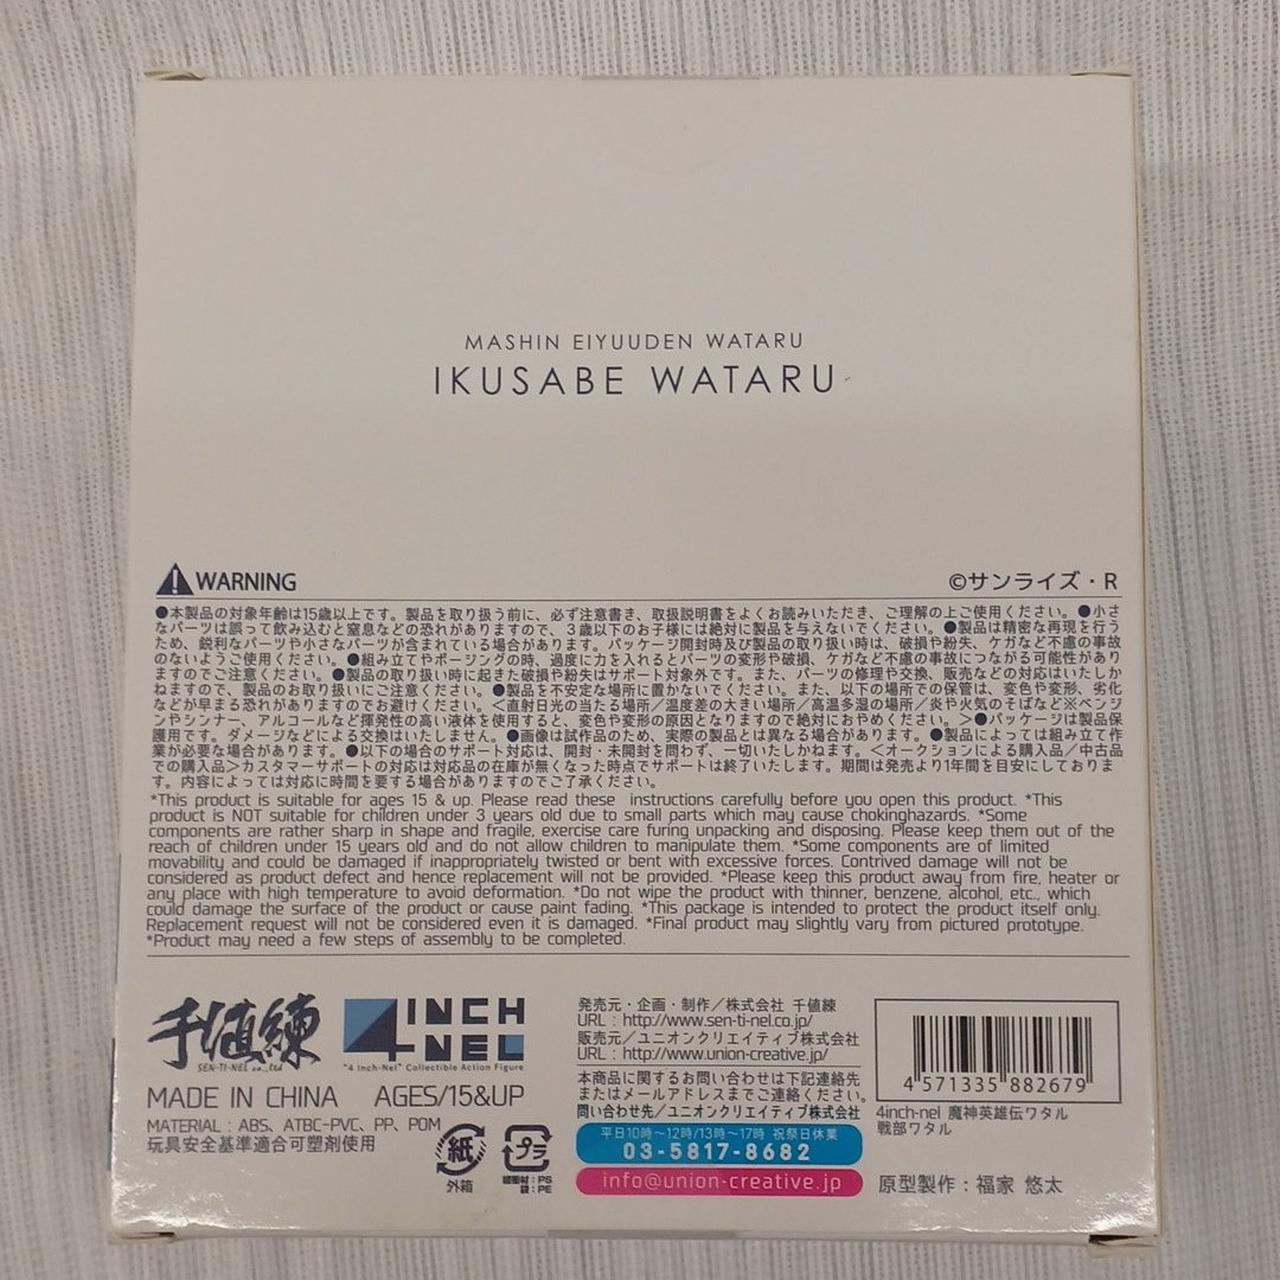 MASHIN EIYUUDEN WATARU
IKUSABE WATARU
WARNING
©サンライズ・R
●本製品の対象年齢は15歳以上です。製品を取り扱う前に、必ず注意書き、取扱説明書をよくお読みいただき、ご理解の上ご使用ください。●小さ
なパーツは誤って飲み込むと窒息などの恐れがありますので、3歳以下のお子様には絶対に製品を与えないでください。●製品は精密な再現を行う
ため、鋭利なパーツや小さなパーツが含まれている場合があります。パッケージ開封時及び製品の取り扱い時は、破損や紛失、ケガなど不慮の事故
のないようご使用ください。●組み立てやポージングの時、過度に力を入れるとパーツの変形や破損、ケガなど不慮の事故につながる可能性があり
ますのでご注意ください。●製品の取り扱い時に起きた破損や紛失はサポート対象外です。また、パーツの修理や交換、販売などの対応はいたしか
ねますので、製品のお取り扱いにご注意ください。●製品を不安定な場所に置かないでください。また、以下の場所での保管は、変色や変形、劣化
などが早まる恐れがありますのでお避けください。＜直射日光の当たる場所／温度差の大きい場所／高温多湿の場所／炎や火気のそばなど※ベンジ
ンやシンナー、アルコールなど揮発性の高い液体を使用すると、変色や変形の原因となりますので絶対におやめください。＞●パッケージは製品保
護用です。ダメージなどによる交換はいたしません。●画像は試作品のため、実際の製品とは異なる場合があります。●製品によっては組み立て作
業が必要な場合があります。●以下の場合のサポート対応は、開封・未開封を問わず、一切いたしかねます。＜オークションによる購入品／中古品
での購入品＞カスタマーサポートの対応は対応品の在庫が無くなった時点でサポートは終了いたします。期間は発売より1年間を目安にしておりま
す。内容によっては対応に時間を要する場合がありますのでご了承ください。
*This product is suitable for ages 15 & up. Please read these instructions carefully before you open this product. *This
product is NOT suitable for children under 3 years old due to small parts which may cause chokinghazards. *Some
components are rather sharp in shape and fragile, exercise care furing unpacking and disposing. Please keep them out of the
reach of children under 15 years old and do not allow children to manipulate them. *Some components are of limited
movability and could be damaged if inappropriately twisted or bent with excessive forces. Contrived damage will not be
considered as product defect and hence replacement will not be provided. *Please keep this product away from fire, heater or
any place with high temperature to avoid deformation. *Do not wipe the product with thinner, benzene, alcohol, etc., which
could damage the surface of the product or cause paint fading. *This package is intended to protect the product itself only.
Replacement request will not be considered even it is damaged. *Final product may slightly vary from pictured prototype.
*Product may need a few steps of assembly to be completed.
千値練
SEN-TI-NEL co.,ltd
4INCH
+NEL
"4 Inch-Nel" Collectible Action Figure
MADE IN CHINA AGES/15&UP
MATERIAL : ABS、ATBC-PVC、PP、POM
玩具安全基準適合可塑剤使用
紙
外箱
プラ
緩衝材 : PS
袋 : PE
発売元・企画・制作／株式会社 千値練
URL : http://www.sen-ti-nel.co.jp/
販売元／ユニオンクリエイティブ株式会社
URL : http://www.union-creative.jp/
本商品に関するお問い合わせは下記連絡先
またはメールアドレスまでご連絡ください。
問い合わせ先／ユニオンクリエイティブ株式会社
平日10時〜12時/13時〜17時 祝祭日休業
03-5817-8682
info@union-creative.jp
4 571335 882679
4inch-nel 魔神英雄伝ワタル
戦部ワタル
原型製作：福家 悠太